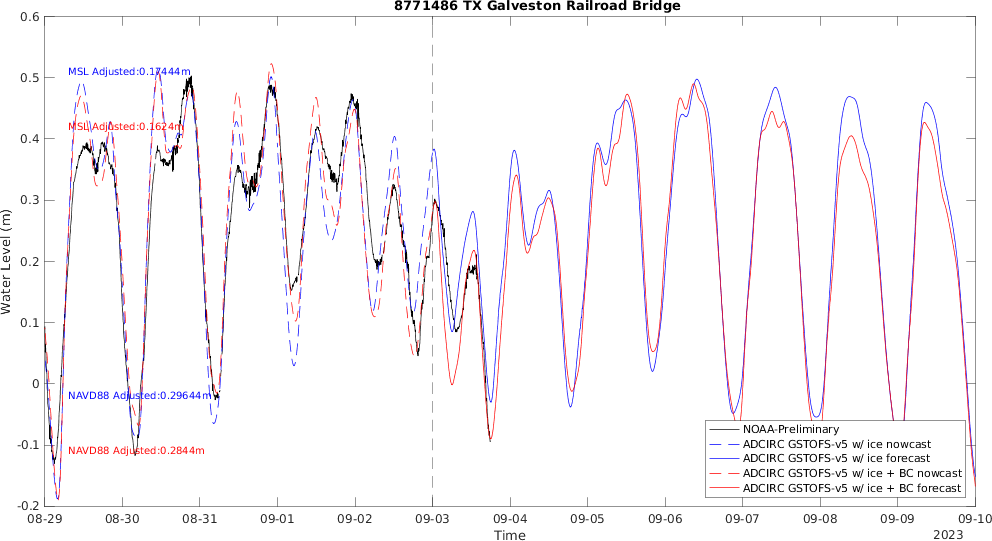 8771486 TX Galveston Railroad Bridge
Water Level (m)
0.6
0.5
0.4
0.3
0.2
0.1
0
-0.1
-0.2
MSL Adjusted:0.17444m
MSL Adjusted:0.1624m
NAVD88 Adjusted:0.29644m
NAVD88 Adjusted:0.2844m
NOAA-Preliminary
ADCIRC GSTOFS-v5 w/ ice nowcast
ADCIRC GSTOFS-v5 w/ ice forecast
ADCIRC GSTOFS-v5 w/ ice + BC nowcast
ADCIRC GSTOFS-v5 w/ ice + BC forecast
08-29 08-30 08-31 09-01 09-02 09-03 09-04 09-05 09-06 09-07 09-08 09-09 09-10
Time
2023